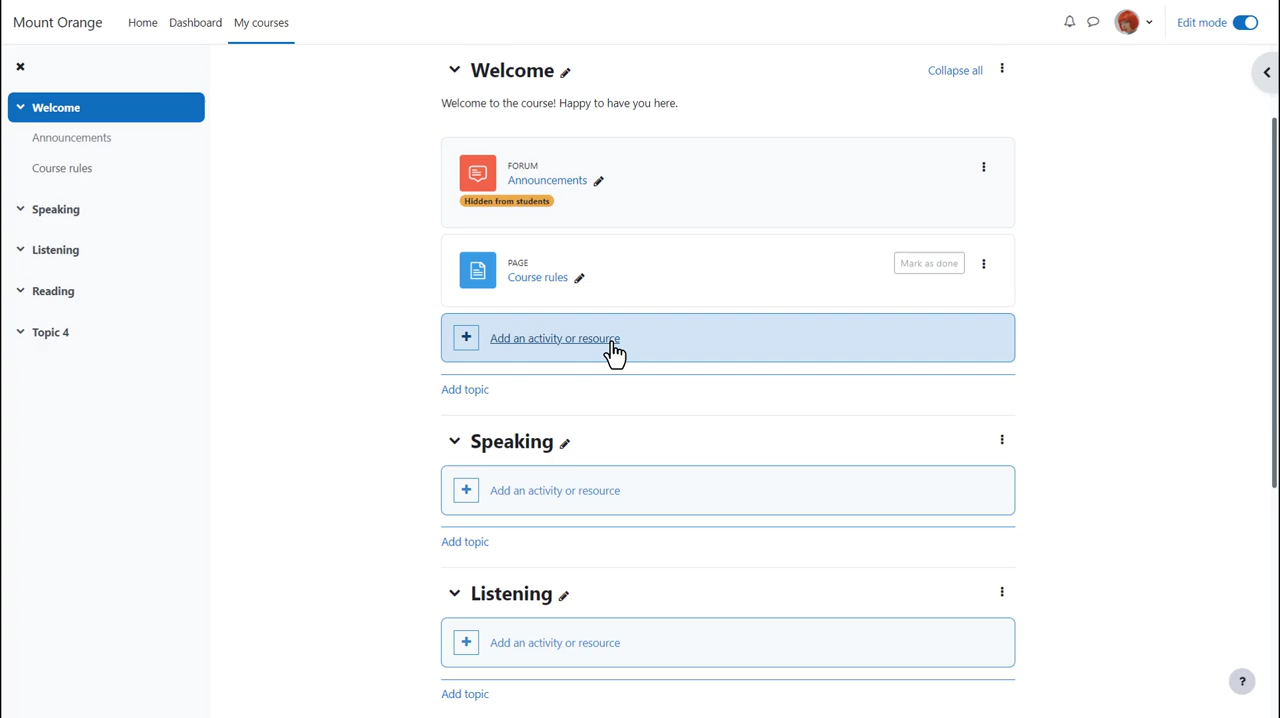 Mount Orange
Home
Dashboard
My courses
Edit mode
Welcome
Announcements
Course rules
Speaking
Listening
Reading
Topic 4
Welcome
Collapse all
Welcome to the course! Happy to have you here.
FORUM
Announcements
Hidden from students
PAGE
Course rules
Mark as done
Add an activity or resource
Add topic
Speaking
Add an activity or resource
Add topic
Listening
Add an activity or resource
Add topic
?